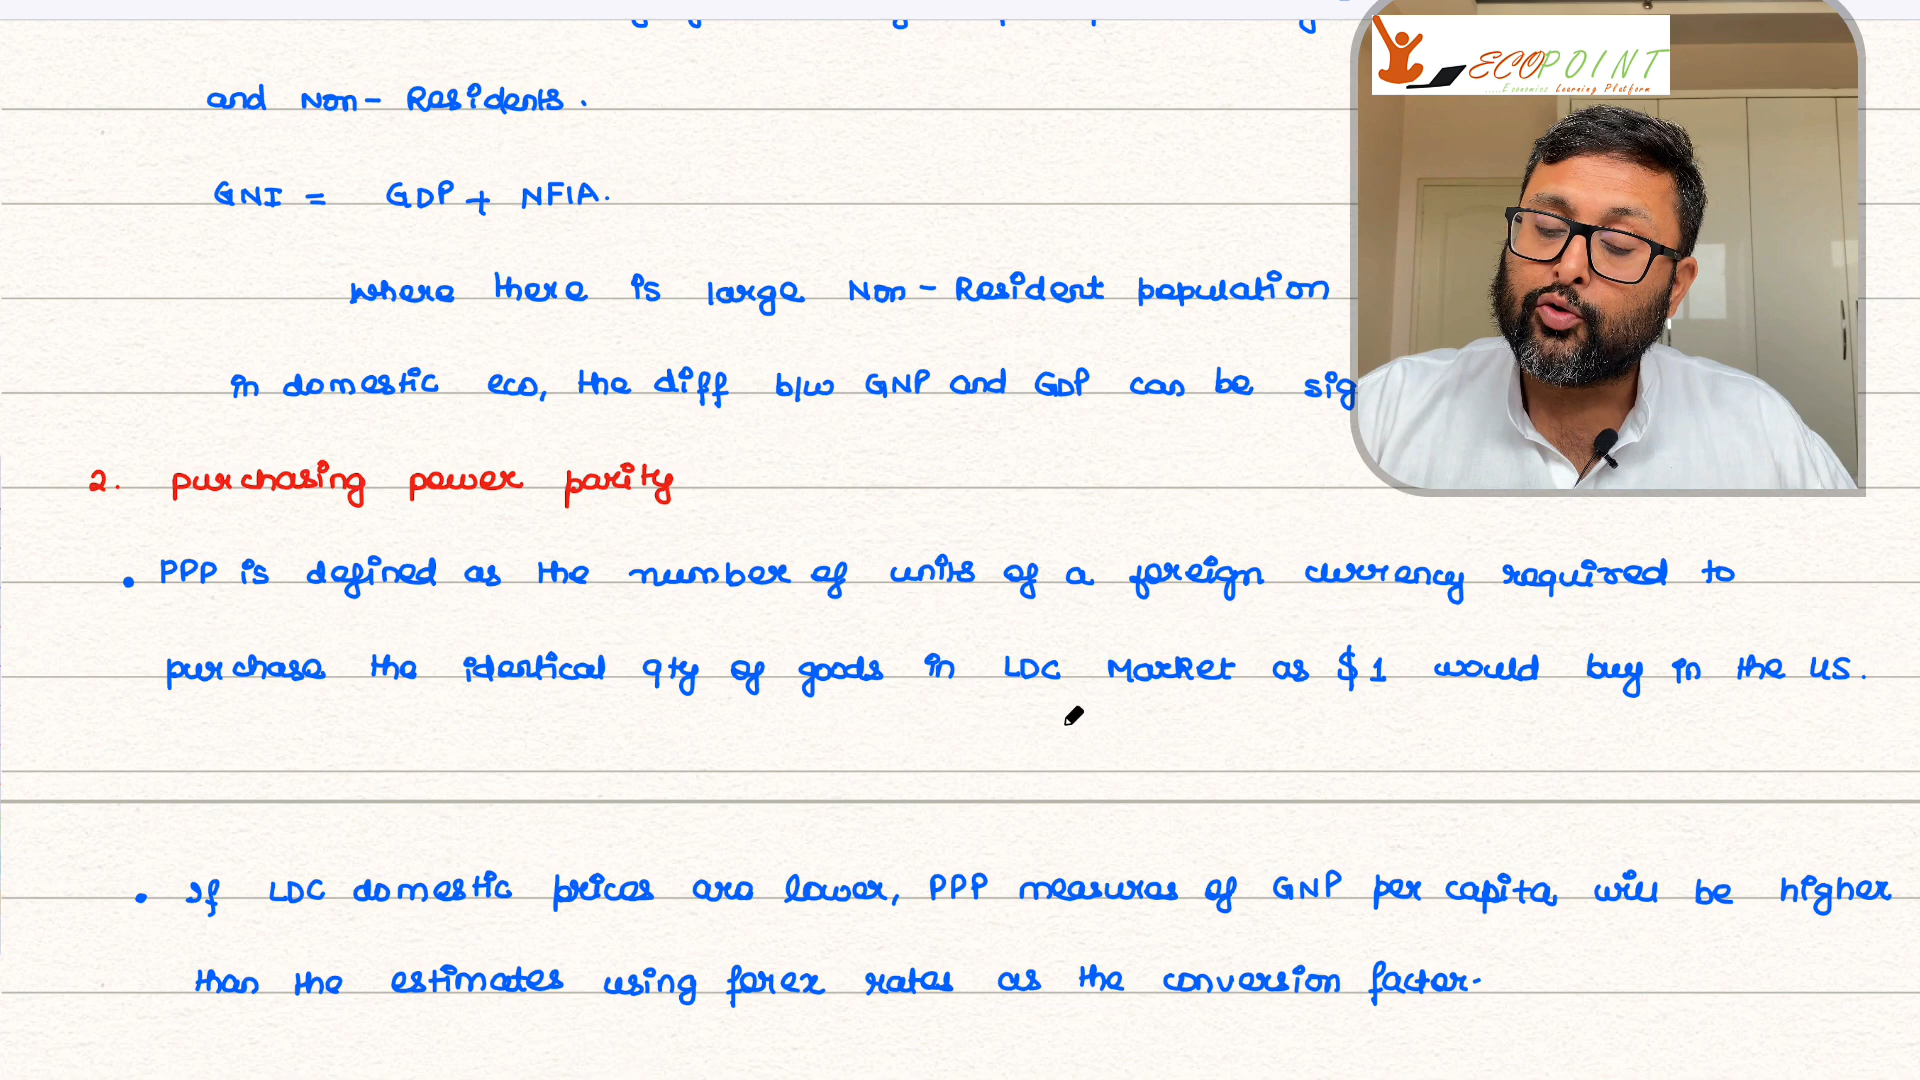 ECOPOINT
.....Economics Learning Platform
and Non-Residents.
GNI = GDP + NFIA.
where there is large Non-Resident population
in domestic eco, the diff b/w GNP and GDP can be sig
2. purchasing power parity
• PPP is defined as the number of units of a foreign currency required to
purchase the identical qty of goods in LDC Market as $1 would buy in the US.
• If LDC domestic prices are lower, PPP measures of GNP per capita will be higher
than the estimates using forex rates as the conversion factor.